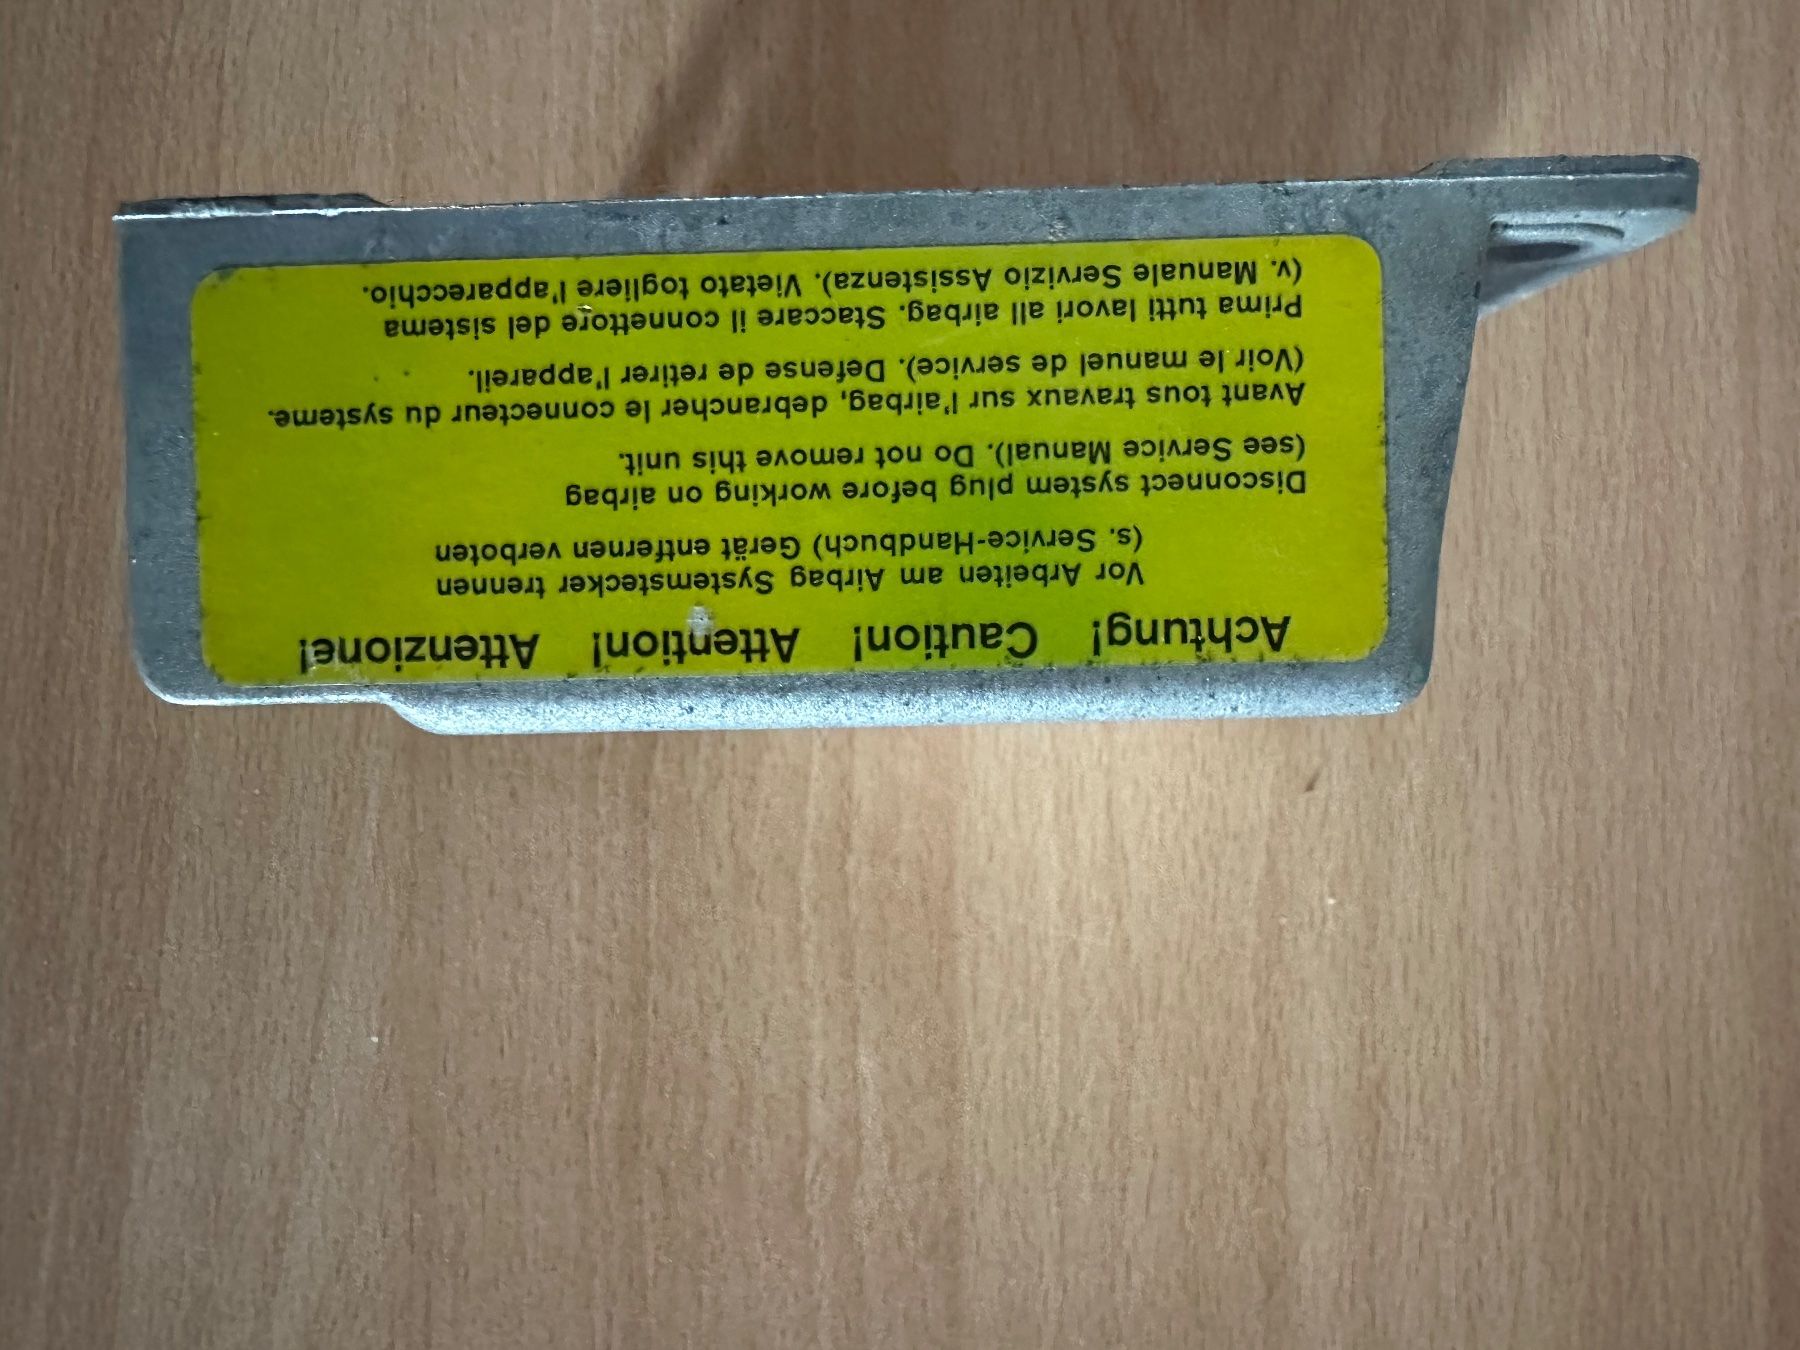 Achtung! Caution! Attention! Attenzione!
Vor Arbeiten am Airbag Systemstecker trennen
(s. Service-Handbuch) Gerät entfernen verboten
Disconnect system plug before working on airbag
(see Service Manual). Do not remove this unit.
Avant tous travaux sur l'airbag, debrancher le connecteur du systeme.
(Voir le manuel de service). Defense de retirer l'appareil.
Prima tutti lavori all airbag. Staccare il connettore del sistema
(v. Manuale Servizio Assistenza). Vietato togliere l'apparecchio.